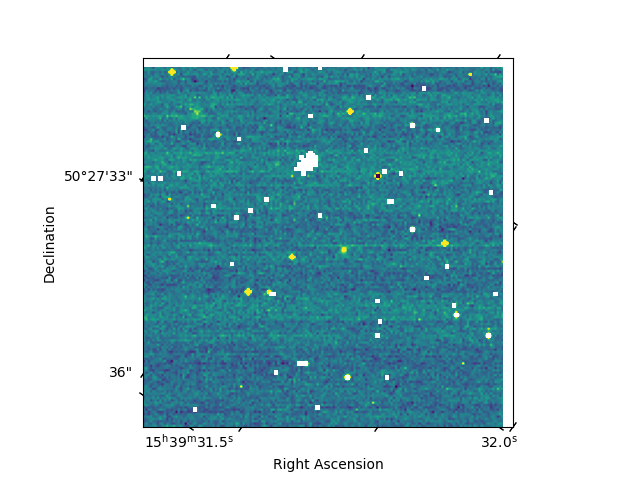 50°27'33"
Declination
36"
15h39m31.5s
32.0s
Right Ascension